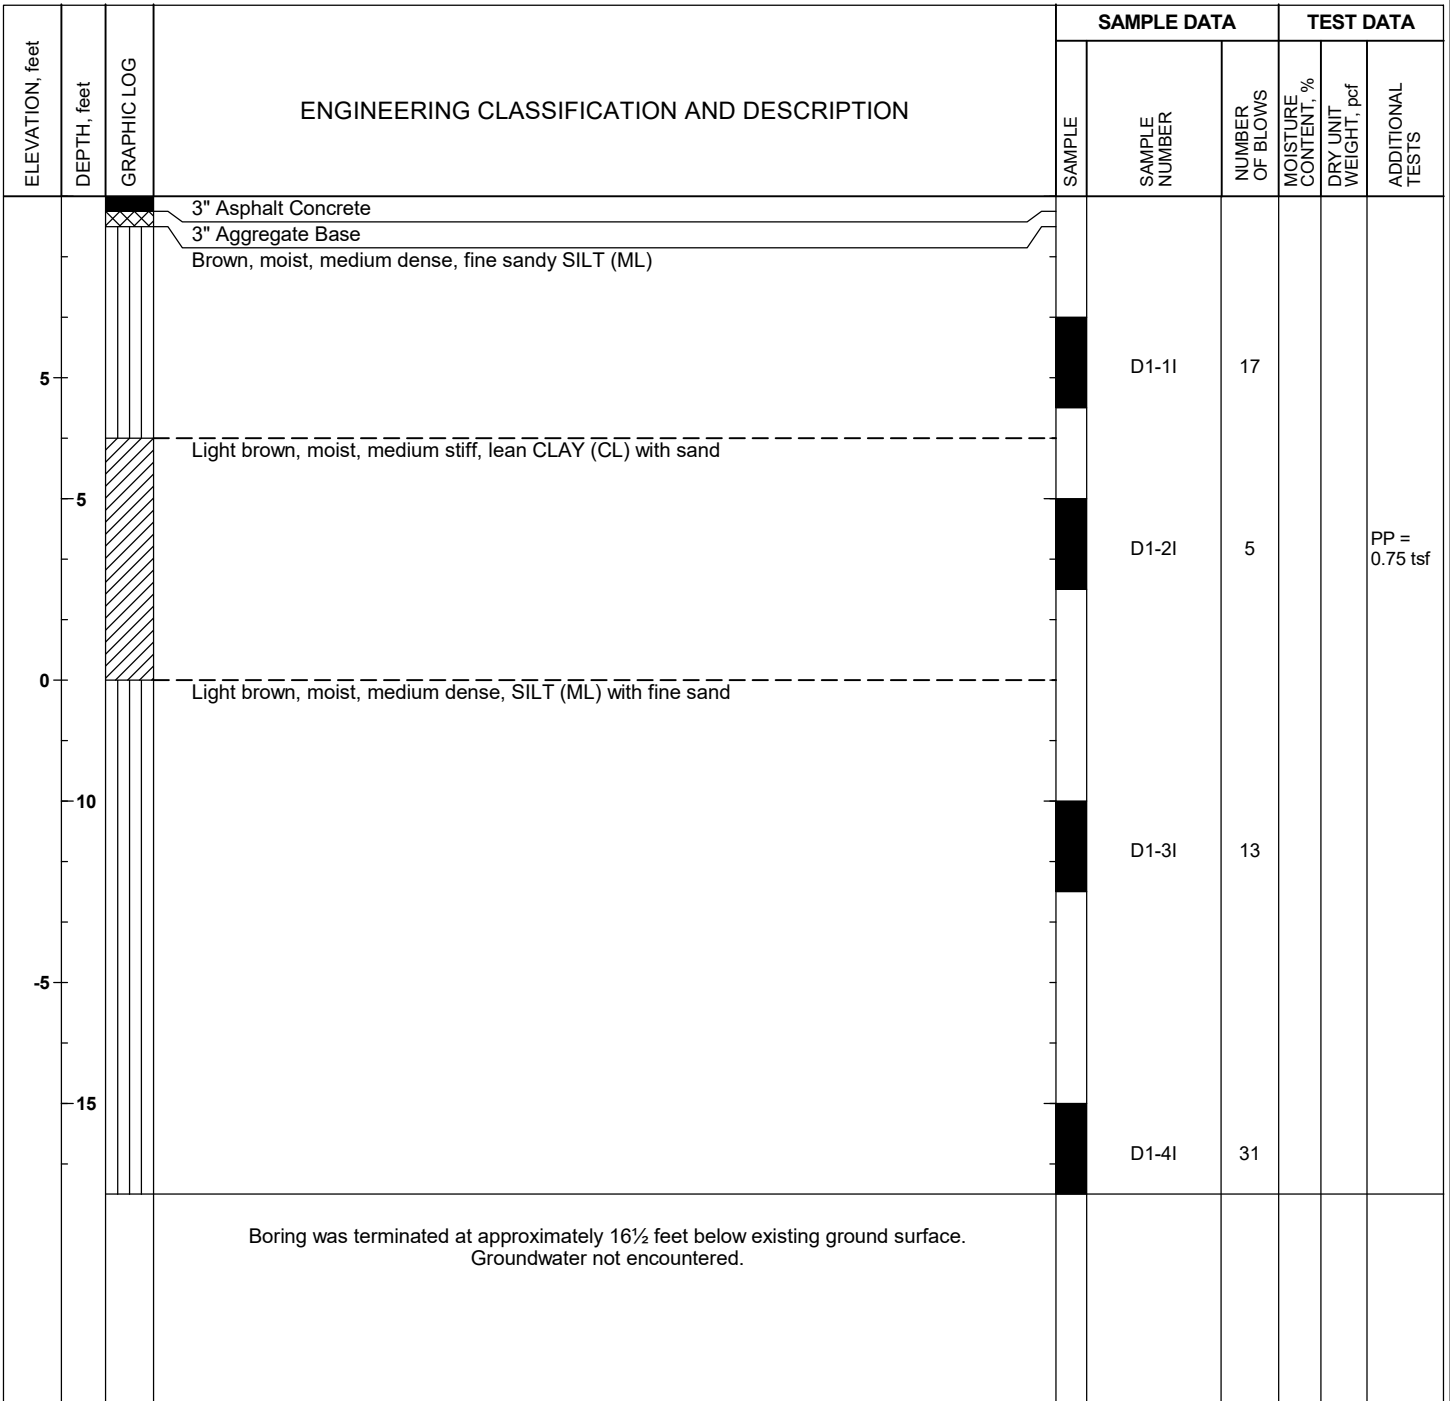 SAMPLE DATA
TEST DATA
ELEVATION, feet
DEPTH, feet
GRAPHIC LOG
ENGINEERING CLASSIFICATION AND DESCRIPTION
SAMPLE
SAMPLE
NUMBER
NUMBER
OF BLOWS
MOISTURE
CONTENT, %
DRY UNIT
WEIGHT, pcf
ADDITIONAL
TESTS
3" Asphalt Concrete
3" Aggregate Base
Brown, moist, medium dense, fine sandy SILT (ML)
5
D1-1I
17
Light brown, moist, medium stiff, lean CLAY (CL) with sand
5
D1-2I
5
PP =
0.75 tsf
0
Light brown, moist, medium dense, SILT (ML) with fine sand
10
D1-3I
13
-5
15
D1-4I
31
Boring was terminated at approximately 16½ feet below existing ground surface.
Groundwater not encountered.